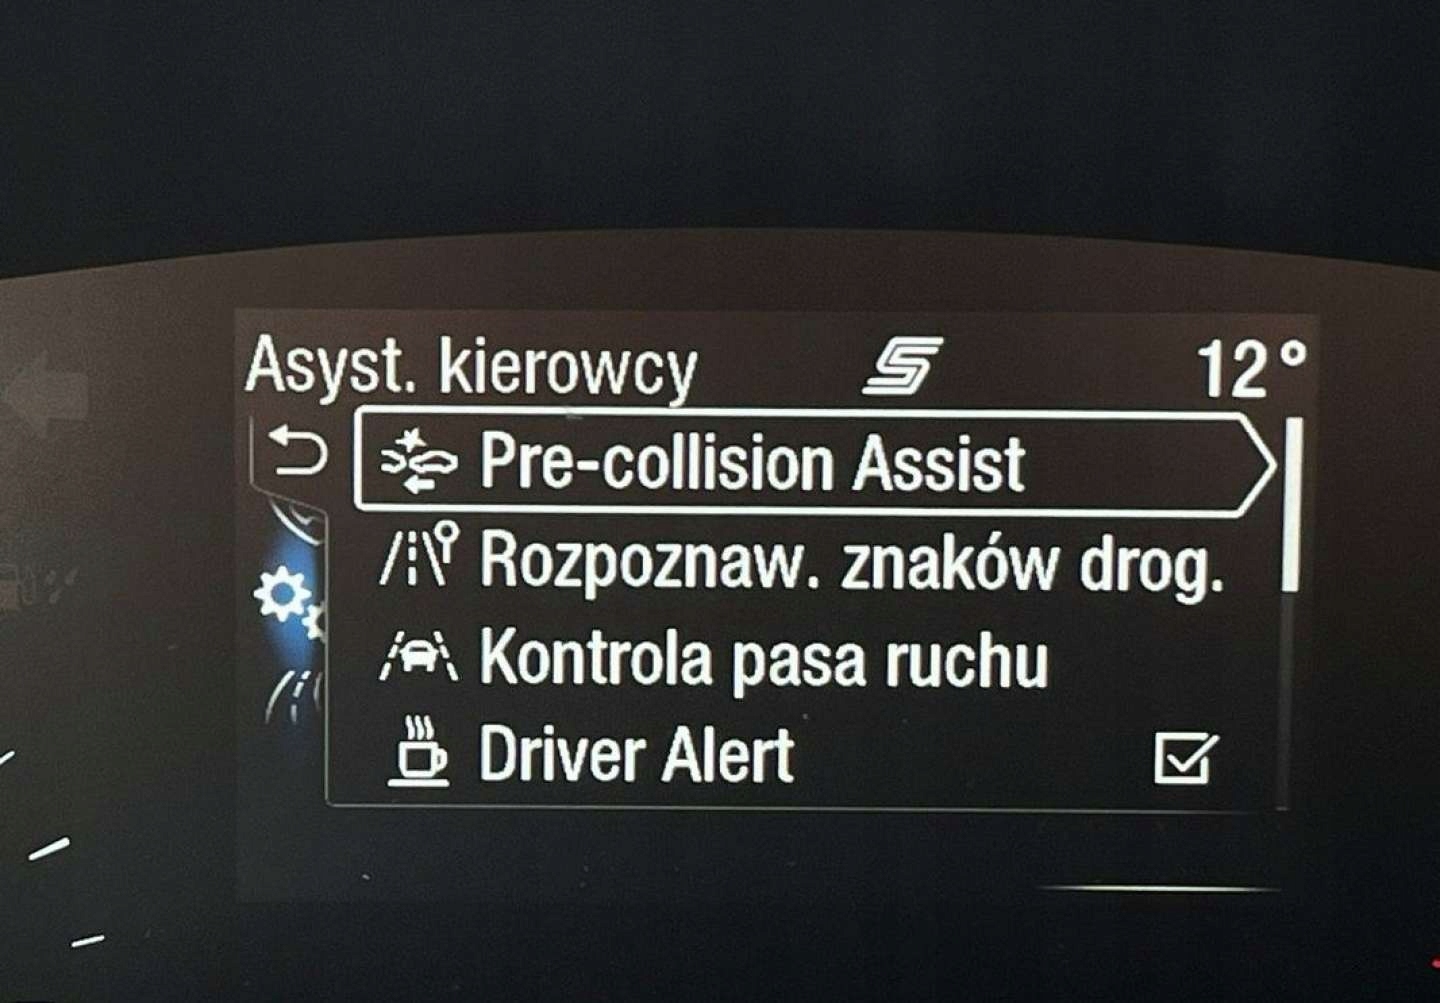 Asyst. kierowcy 12°
Pre-collision Assist
Rozpoznaw. znaków drog.
Kontrola pasa ruchu
Driver Alert